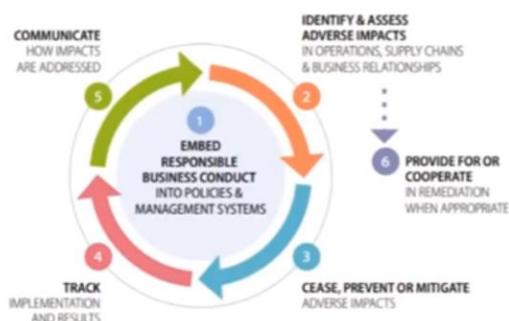 1
EMBED
RESPONSIBLE
BUSINESS CONDUCT
INTO POLICIES &
MANAGEMENT SYSTEMS
2
IDENTIFY & ASSESS
ADVERSE IMPACTS
IN OPERATIONS, SUPPLY CHAINS
& BUSINESS RELATIONSHIPS
3
CEASE, PREVENT OR MITIGATE
ADVERSE IMPACTS
4
TRACK
IMPLEMENTATION
AND RESULTS
5
COMMUNICATE
HOW IMPACTS
ARE ADDRESSED
6
PROVIDE FOR OR
COOPERATE
IN REMEDIATION
WHEN APPROPRIATE